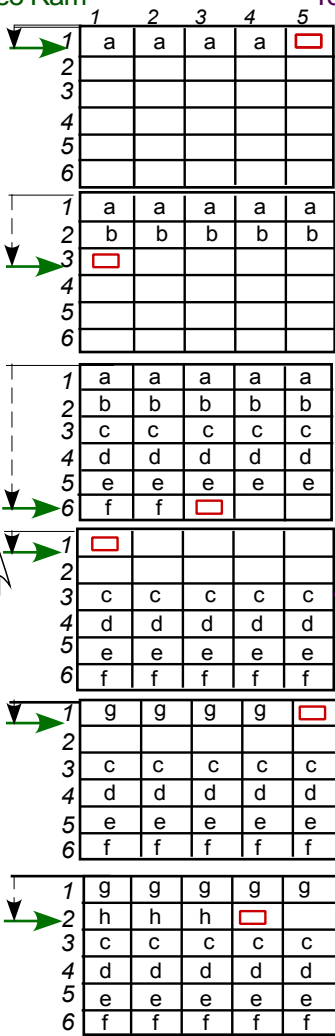 1 2 3 4 5
1 a a a a
2
3
4
5
6
1 a a a a a
2 b b b b b
3
4
5
6
1 a a a a a
2 b b b b b
3 c c c c c
4 d d d d d
5 e e e e e
6 f f
1
2
3 c c c c c
4 d d d d d
5 e e e e e
6 f f f f f
1 g g g g
2
3 c c c c c
4 d d d d d
5 e e e e e
6 f f f f f
1 g g g g g
2 h h h
3 c c c c c
4 d d d d d
5 e e e e e
6 f f f f f